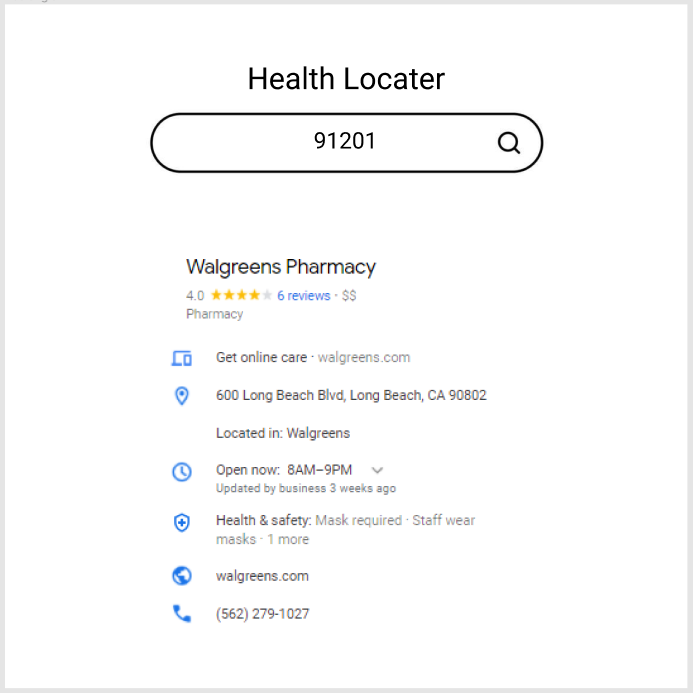 Health Locater
91201
Walgreens Pharmacy
4.0 6 reviews · $$
Pharmacy
Get online care · walgreens.com
600 Long Beach Blvd, Long Beach, CA 90802
Located in: Walgreens
Open now: 8AM–9PM
Updated by business 3 weeks ago
Health & safety: Mask required · Staff wear
masks · 1 more
walgreens.com
(562) 279-1027